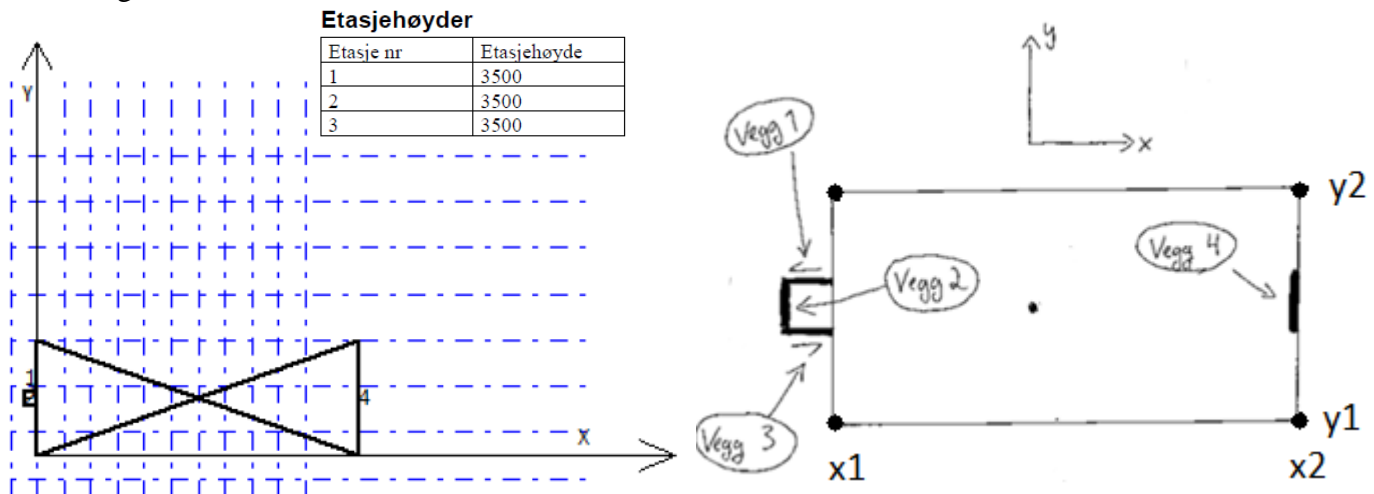 Etasjehøyder
Etasje nr Etasjehøyde
1 3500
2 3500
3 3500
Y
1
4
X
y
x
Vegg 1
Vegg 2
Vegg 4
Vegg 3
y2
y1
x1
x2